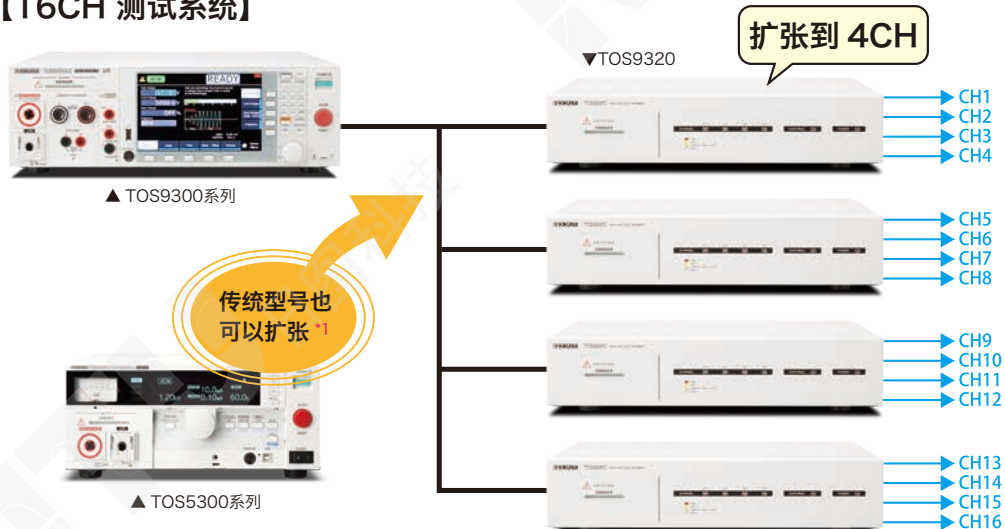 【16CH 测试系统】
扩张到 4CH
▼TOS9320
READY
CH1
CH2
CH3
CH4
▲ TOS9300系列
CH5
CH6
CH7
CH8
传统型号也
可以扩张 *1
CH9
CH10
CH11
CH12
▲ TOS5300系列
CH13
CH14
CH15
CH16